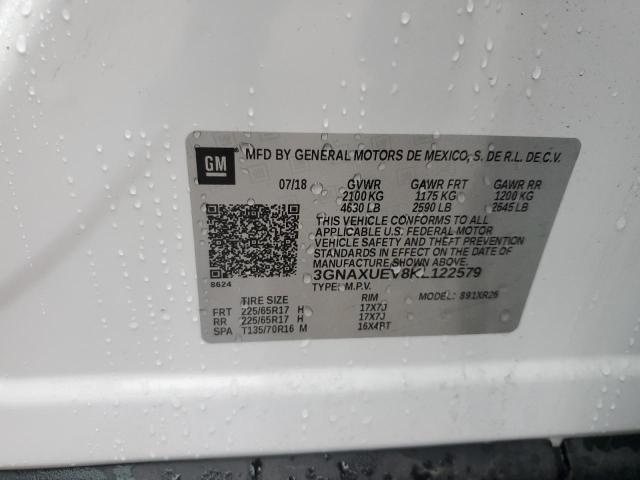 GM MFD BY GENERAL MOTORS DE MEXICO, S. DE R.L. DE C.V.
07/18 GVWR GAWR FRT GAWR RR
2100 KG 1175 KG 1200 KG
4630 LB 2590 LB 2645 LB
THIS VEHICLE CONFORMS TO ALL
APPLICABLE U.S. FEDERAL MOTOR
VEHICLE SAFETY AND THEFT
PREVENTION STANDARDS IN EFFECT ON THE DATE OF
MANUFACTURE SHOWN ABOVE.
3GNAXUEV8KL122579
8624 TYPE: M.P.V.
MODEL: 891XR26
TIRE SIZE RIM
FRT 225/65R17 H 17X7J
RR 225/65R17 H 17X7J
SPA T135/70R16 M 16X4BT